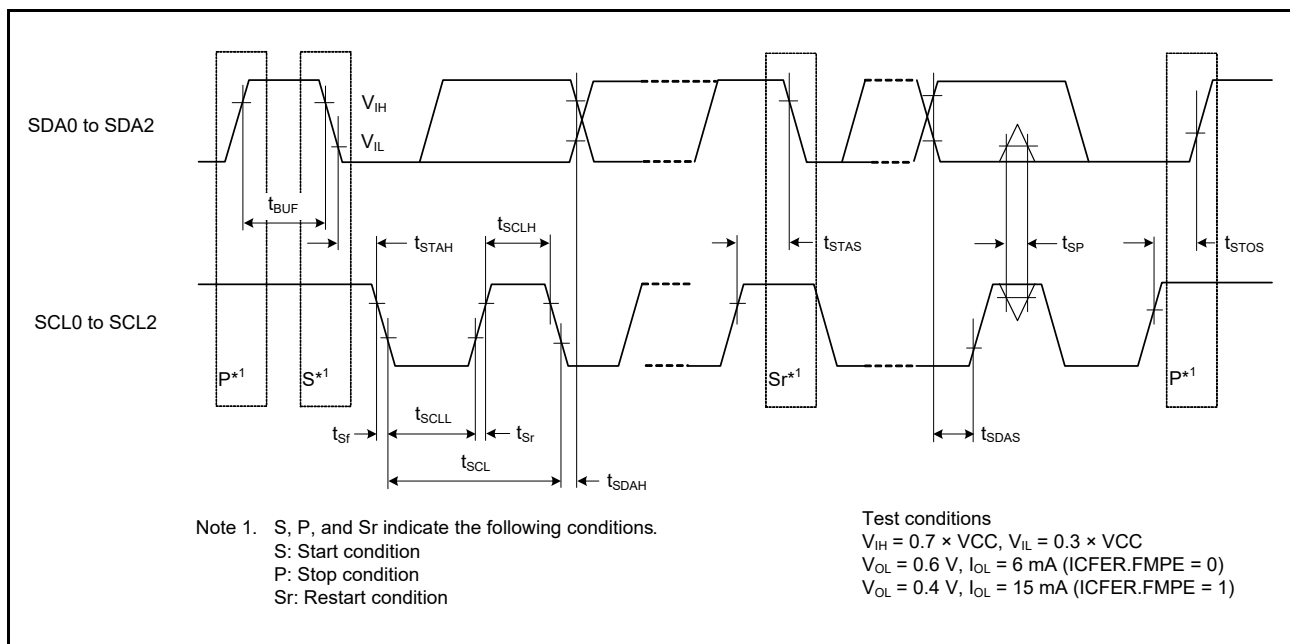 SDA0 to SDA2
VIH
VIL
tBUF
tSTAH
tSCLH
tSTAS
tSP
tSTOS
SCL0 to SCL2
P*1
S*1
Sr*1
P*1
tSf
tSCLL
tSr
tSCL
tSDAH
tSDAS
Note 1. S, P, and Sr indicate the following conditions.
S: Start condition
P: Stop condition
Sr: Restart condition
Test conditions
VIH = 0.7 × VCC, VIL = 0.3 × VCC
VOL = 0.6 V, IOL = 6 mA (ICFER.FMPE = 0)
VOL = 0.4 V, IOL = 15 mA (ICFER.FMPE = 1)